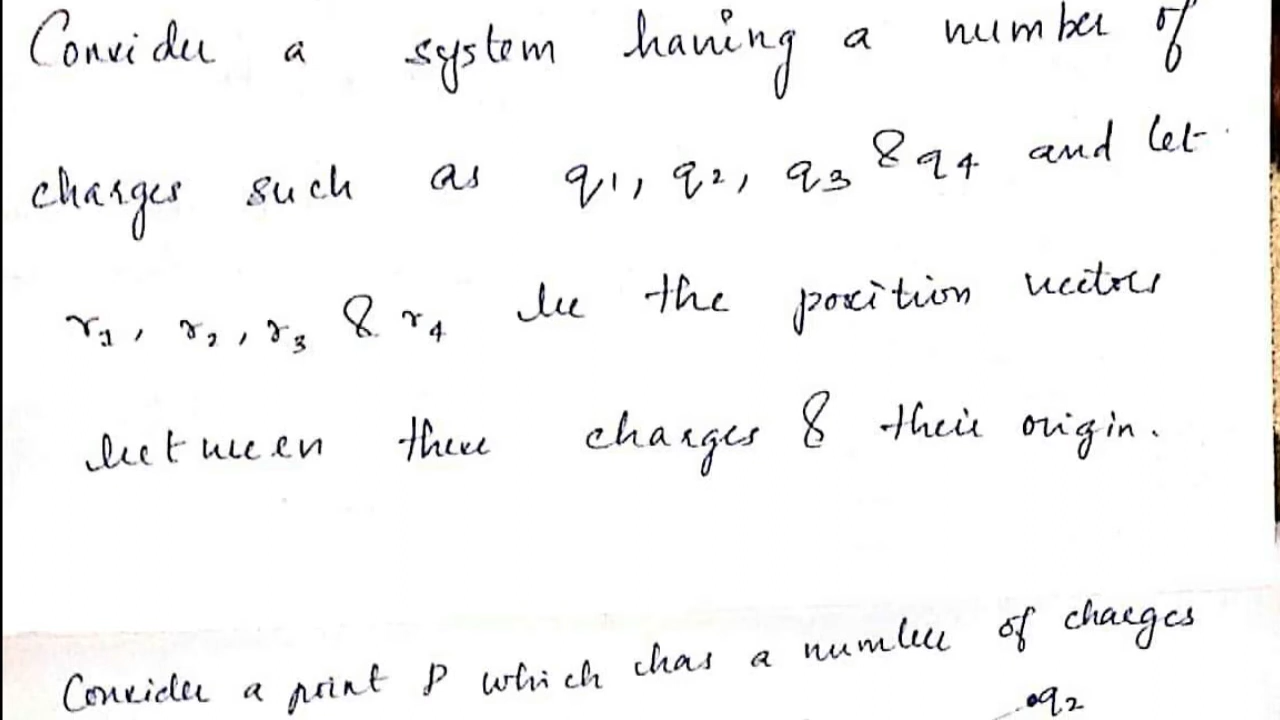 Consider a system having a number of
charges such as q1, q2, q3 & q4 and let
r1, r2, r3 & r4 be the position vectors
between these charges & their origin.
Consider a point P which has a number of charges
q2